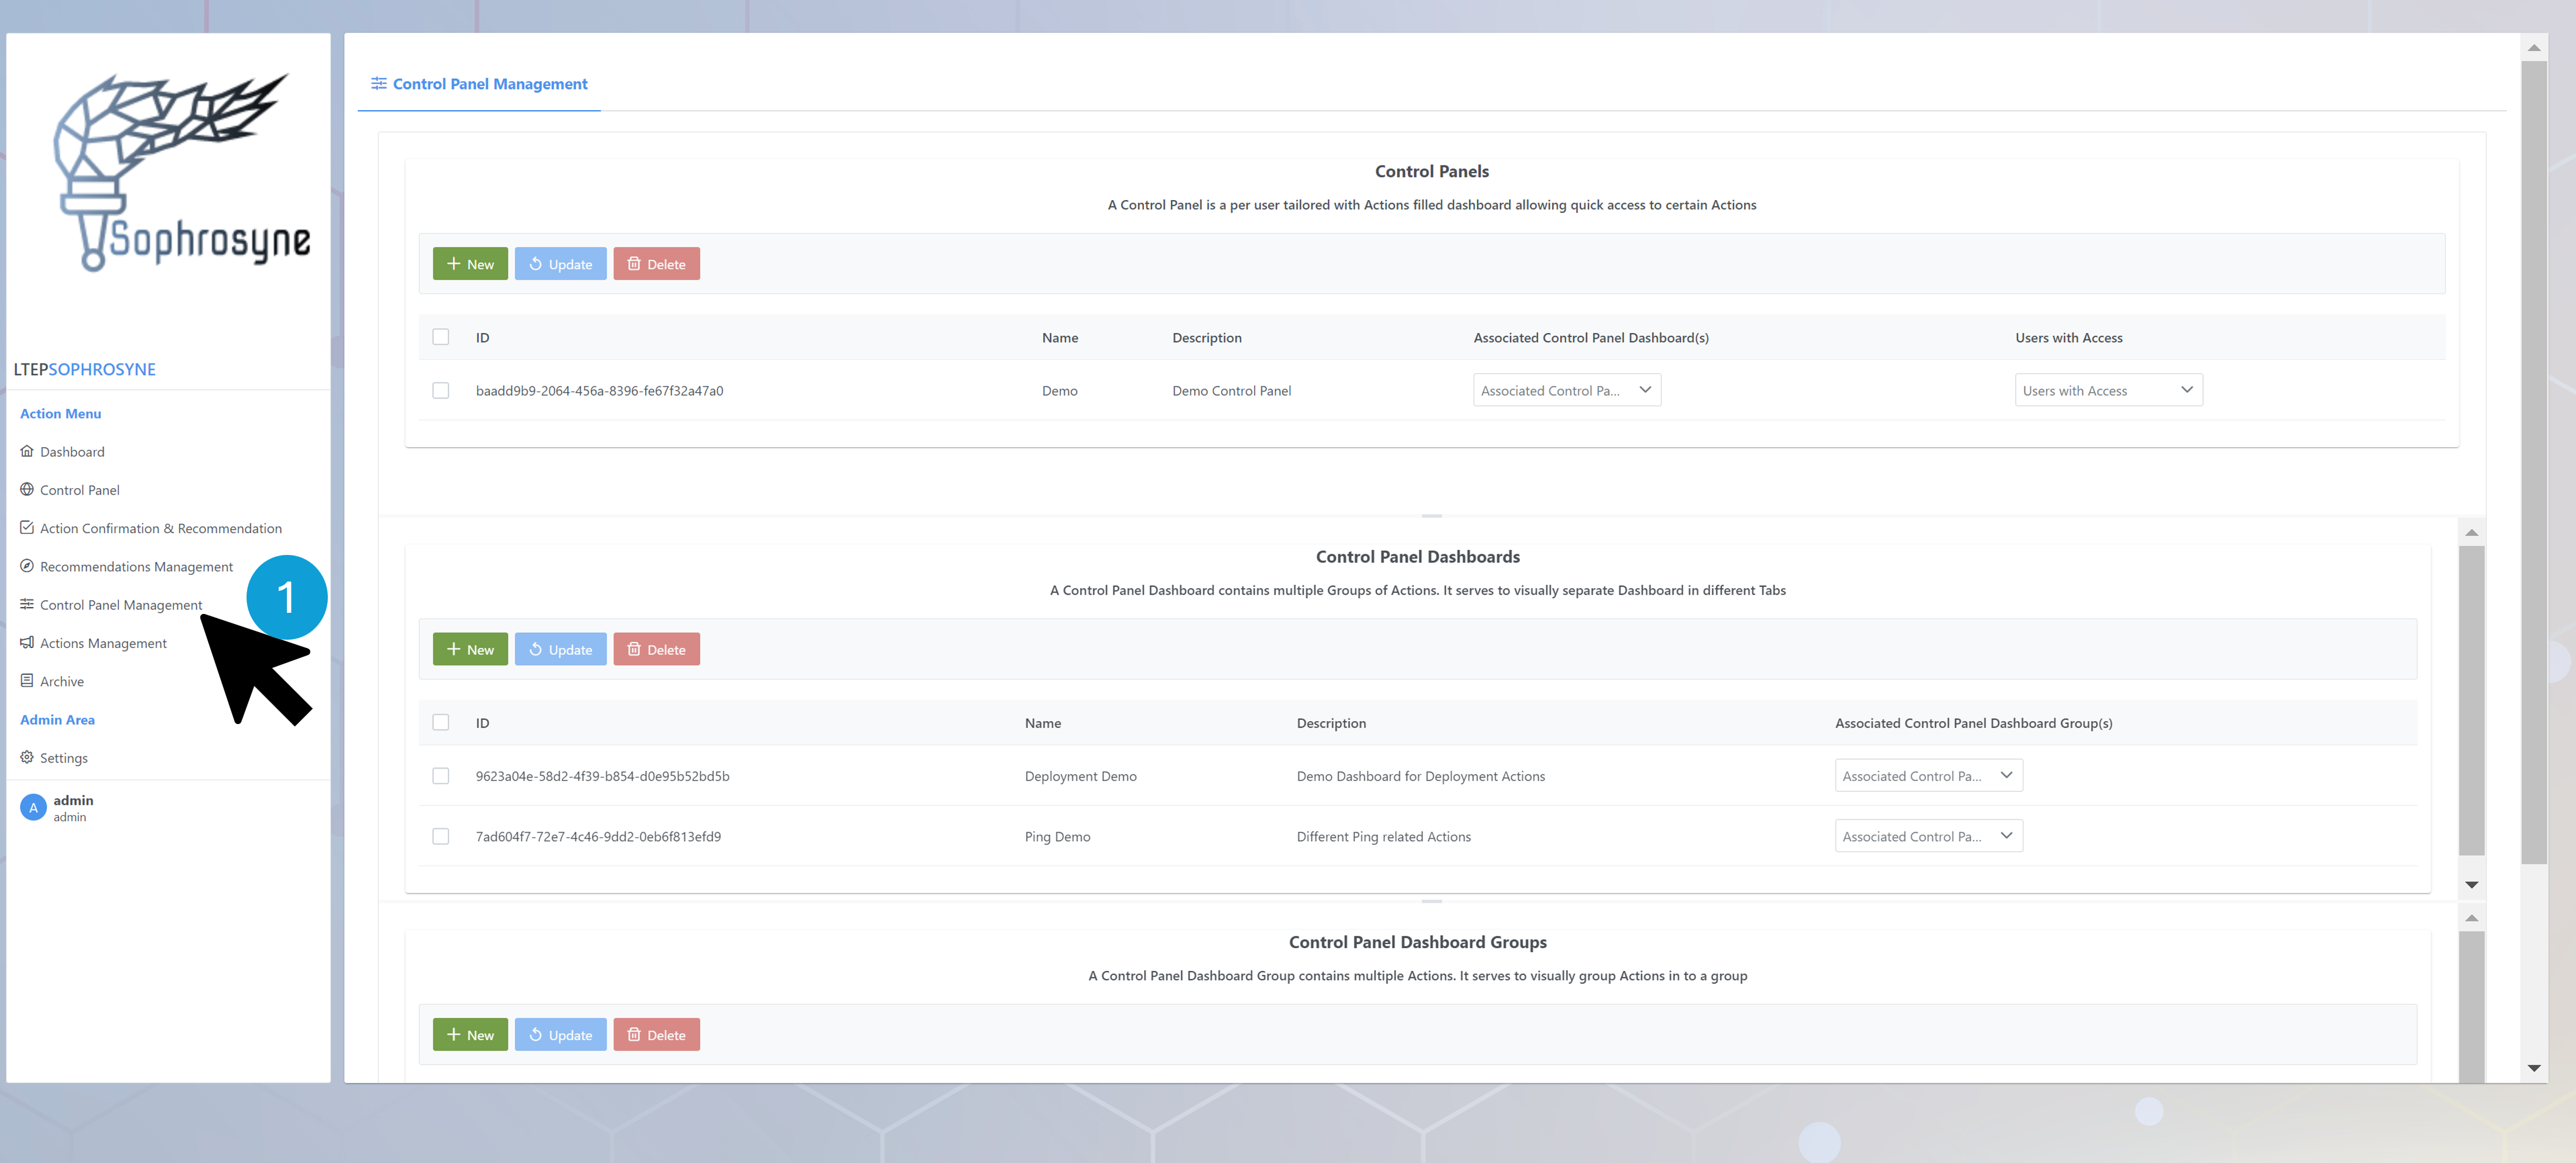 Sophrosyne
LTEPSOPHROSYNE
Action Menu
Dashboard
Control Panel
Action Confirmation & Recommendation
Recommendations Management
1
Control Panel Management
Actions Management
Archive
Admin Area
Settings
A
admin
admin
Control Panel Management
Control Panels
A Control Panel is a per user tailored with Actions filled dashboard allowing quick access to certain Actions
New Update Delete
ID Name Description Associated Control Panel Dashboard(s) Users with Access
baadd9b9-2064-456a-8396-fe67f32a47a0 Demo Demo Control Panel Associated Control Pa... Users with Access
Control Panel Dashboards
A Control Panel Dashboard contains multiple Groups of Actions. It serves to visually separate Dashboard in different Tabs
New Update Delete
ID Name Description Associated Control Panel Dashboard Group(s)
9623a04e-58d2-4f39-b854-d0e95b52bd5b Deployment Demo Demo Dashboard for Deployment Actions Associated Control Pa...
7ad604f7-72e7-4c46-9dd2-0eb6f813efd9 Ping Demo Different Ping related Actions Associated Control Pa...
Control Panel Dashboard Groups
A Control Panel Dashboard Group contains multiple Actions. It serves to visually group Actions in to a group
New Update Delete